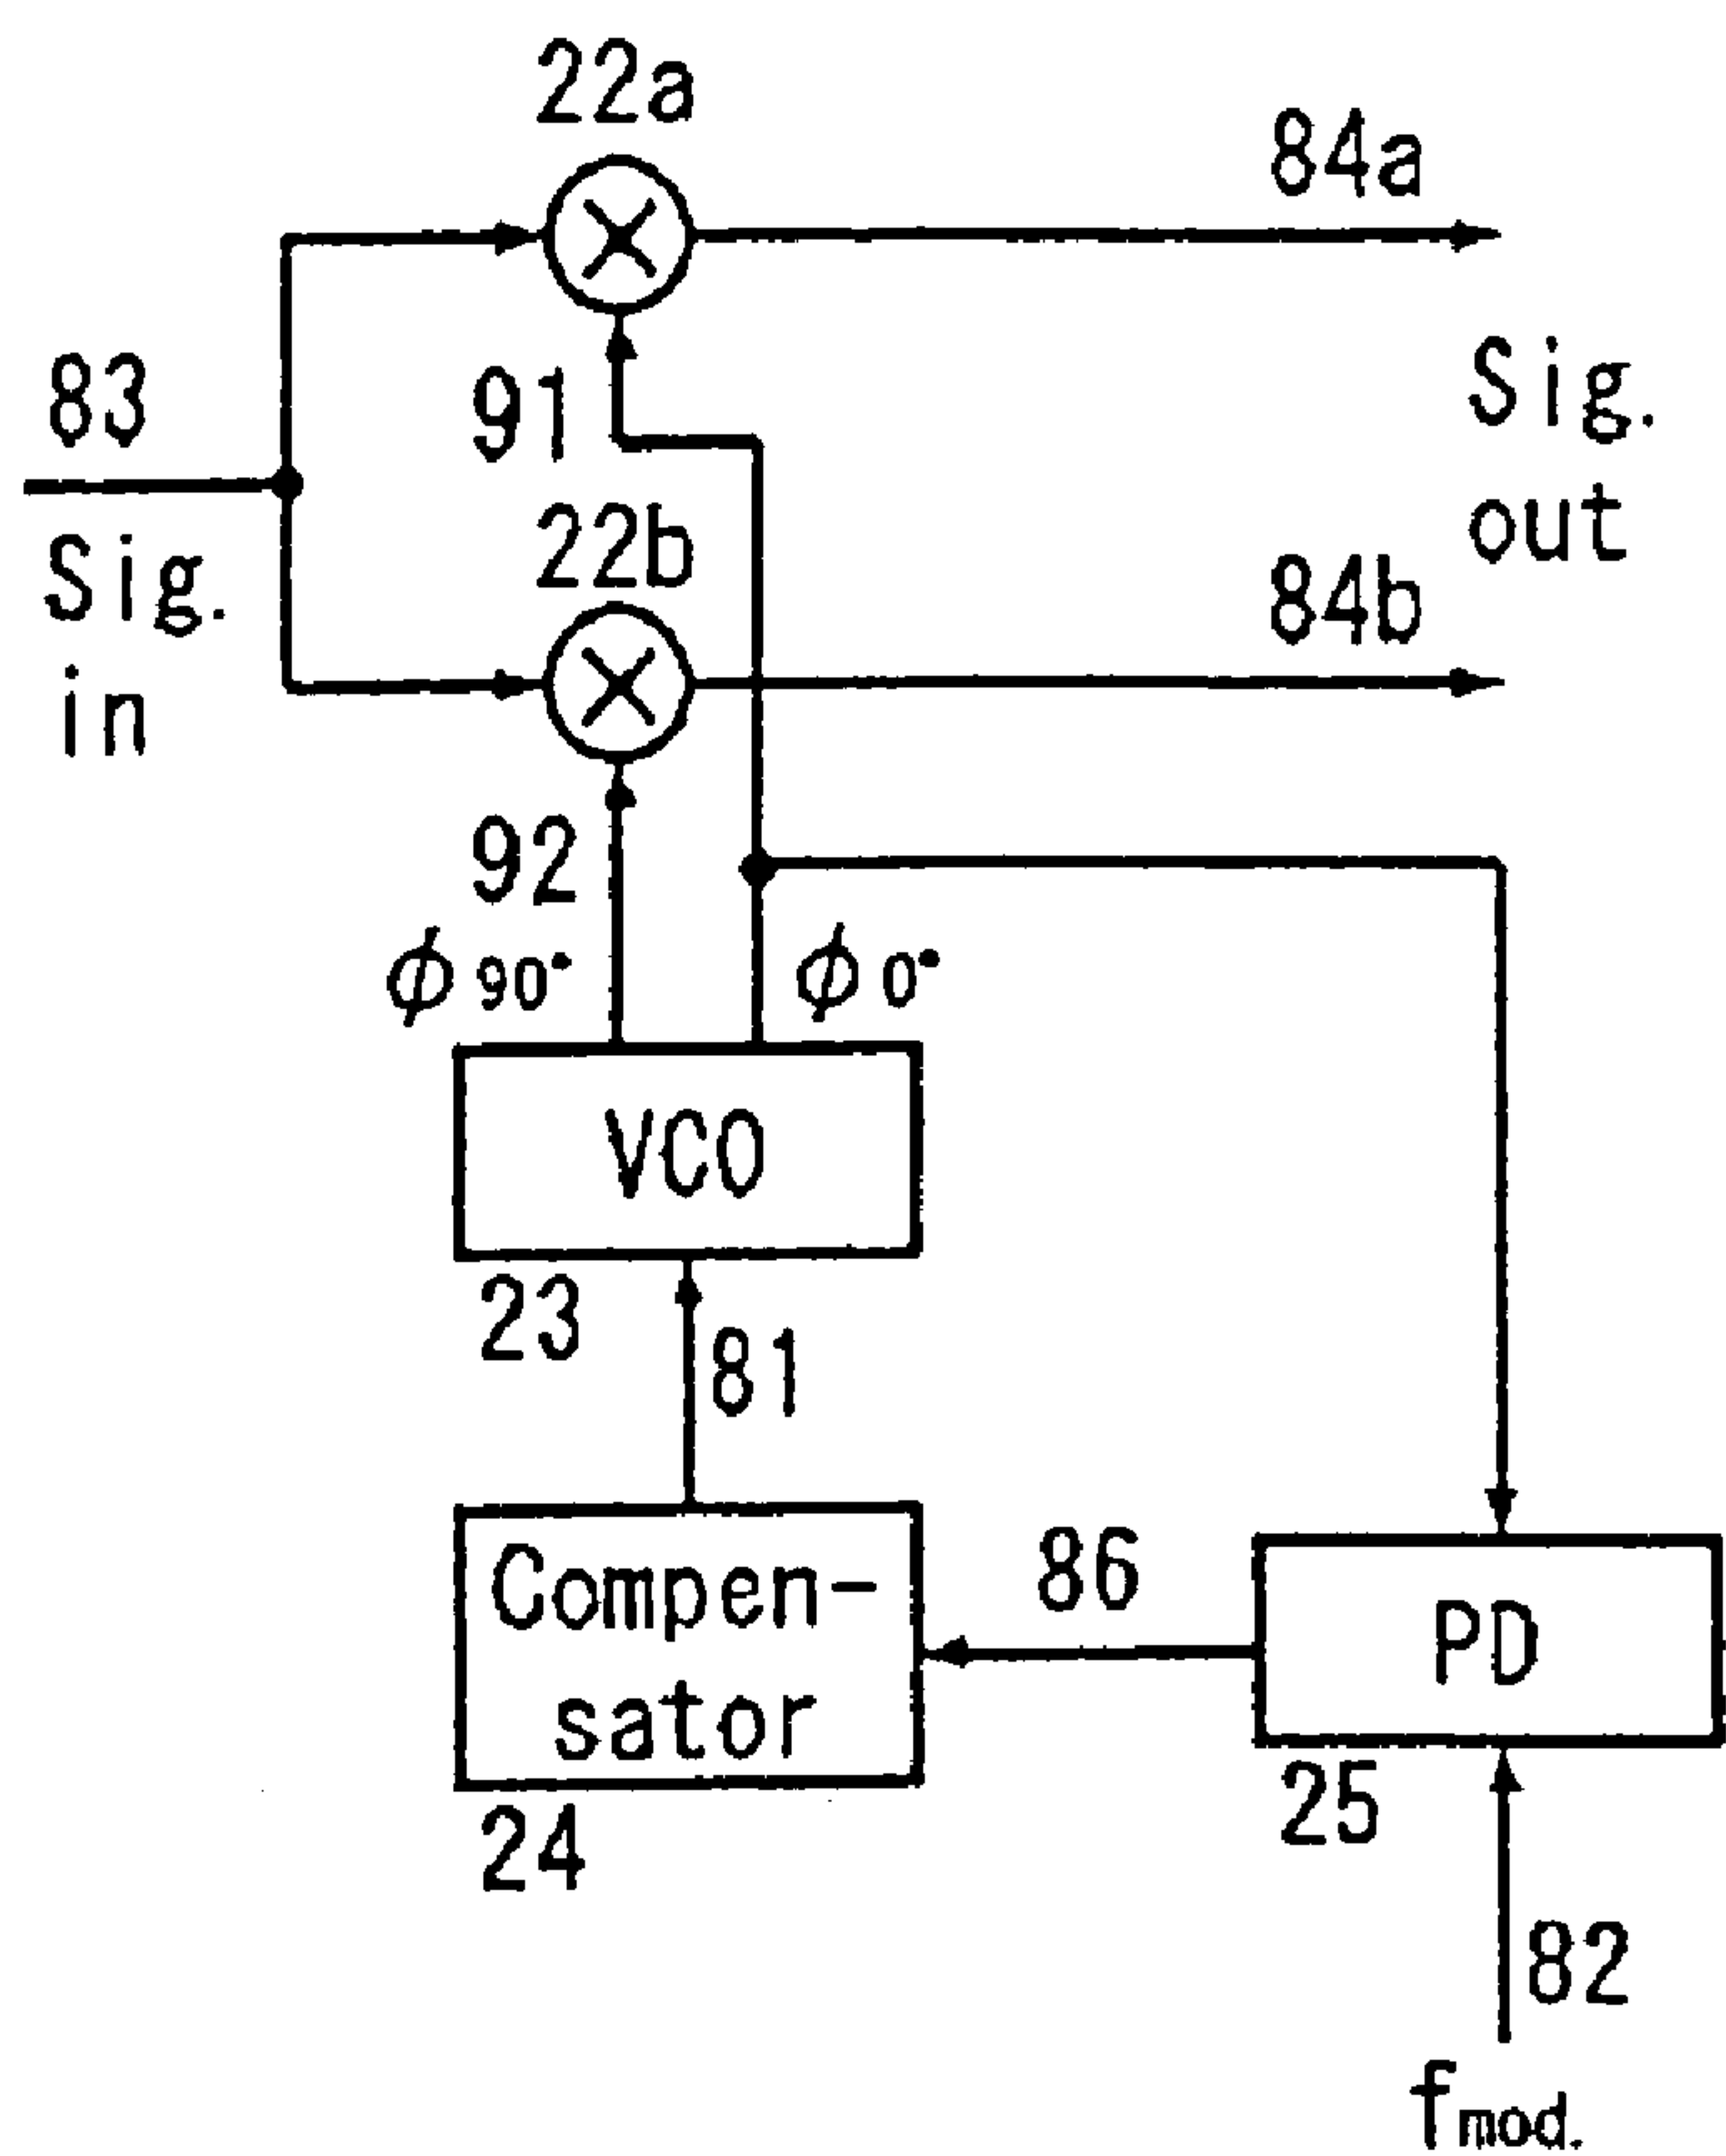 22a
84a
83
91
Sig.
out
Sig.
in
22b
84b
92
ϕ 90°
ϕ 0°
VCO
23
81
Compen-
sator
86
PD
24
25
82
fmod.